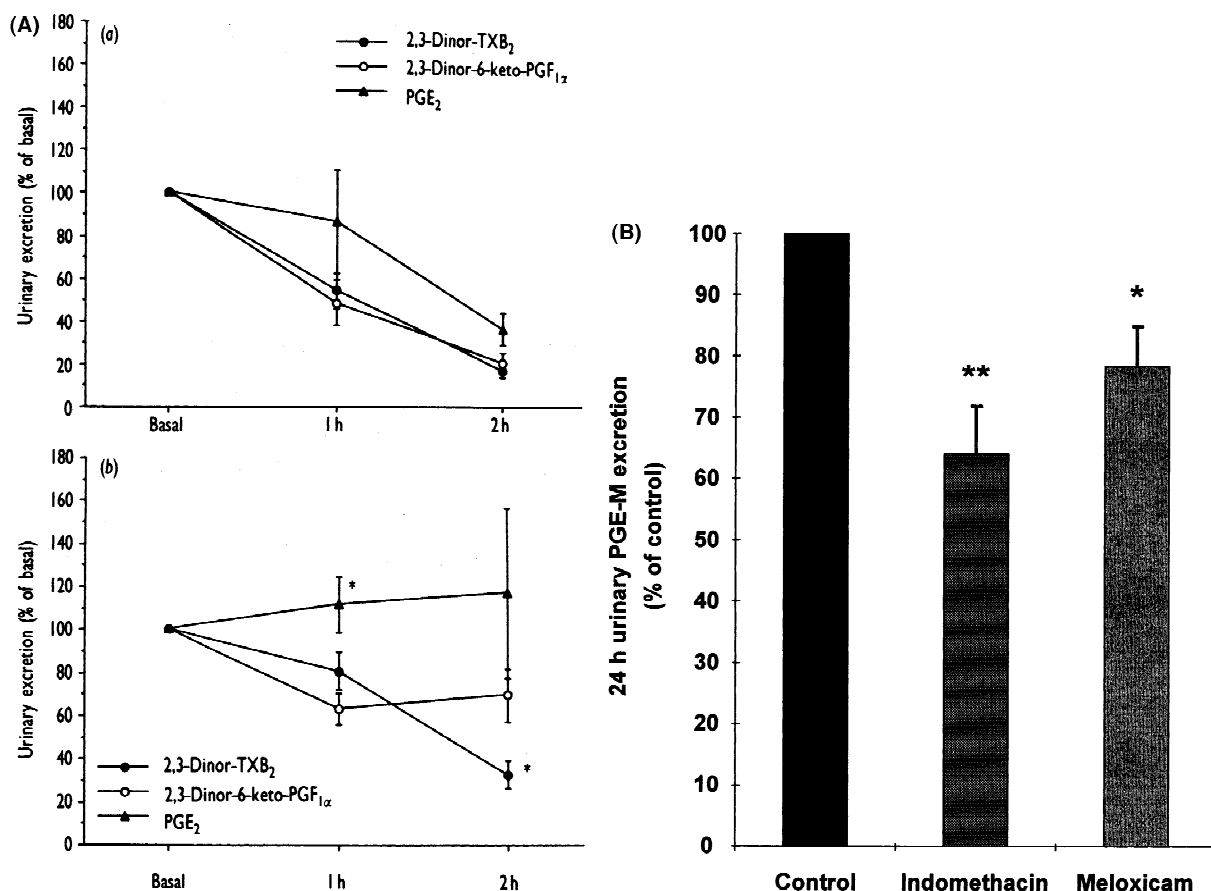 (A)
(a)
180
160
140
120
100
80
60
40
20
0
Urinary excretion (% of basal)
2,3-Dinor-TXB₂
2,3-Dinor-6-keto-PGF₁α
PGE₂
Basal 1 h 2 h
(b)
180
160
140
120
100
80
60
40
20
0
Urinary excretion (% of basal)
*
*
2,3-Dinor-TXB₂
2,3-Dinor-6-keto-PGF₁α
PGE₂
Basal 1 h 2 h
(B)
100
90
80
70
60
50
40
30
20
10
0
24 h urinary PGE-M excretion
(% of control)
**
*
Control Indomethacin Meloxicam